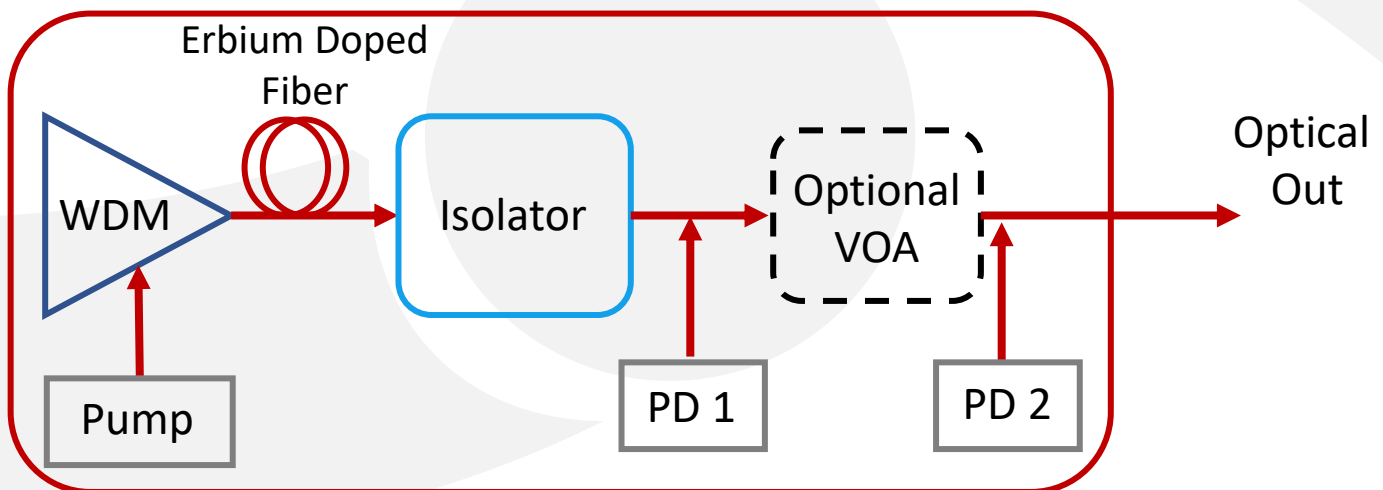 Erbium Doped
Fiber
WDM
Isolator
Optional
VOA
Optical
Out
Pump
PD 1
PD 2